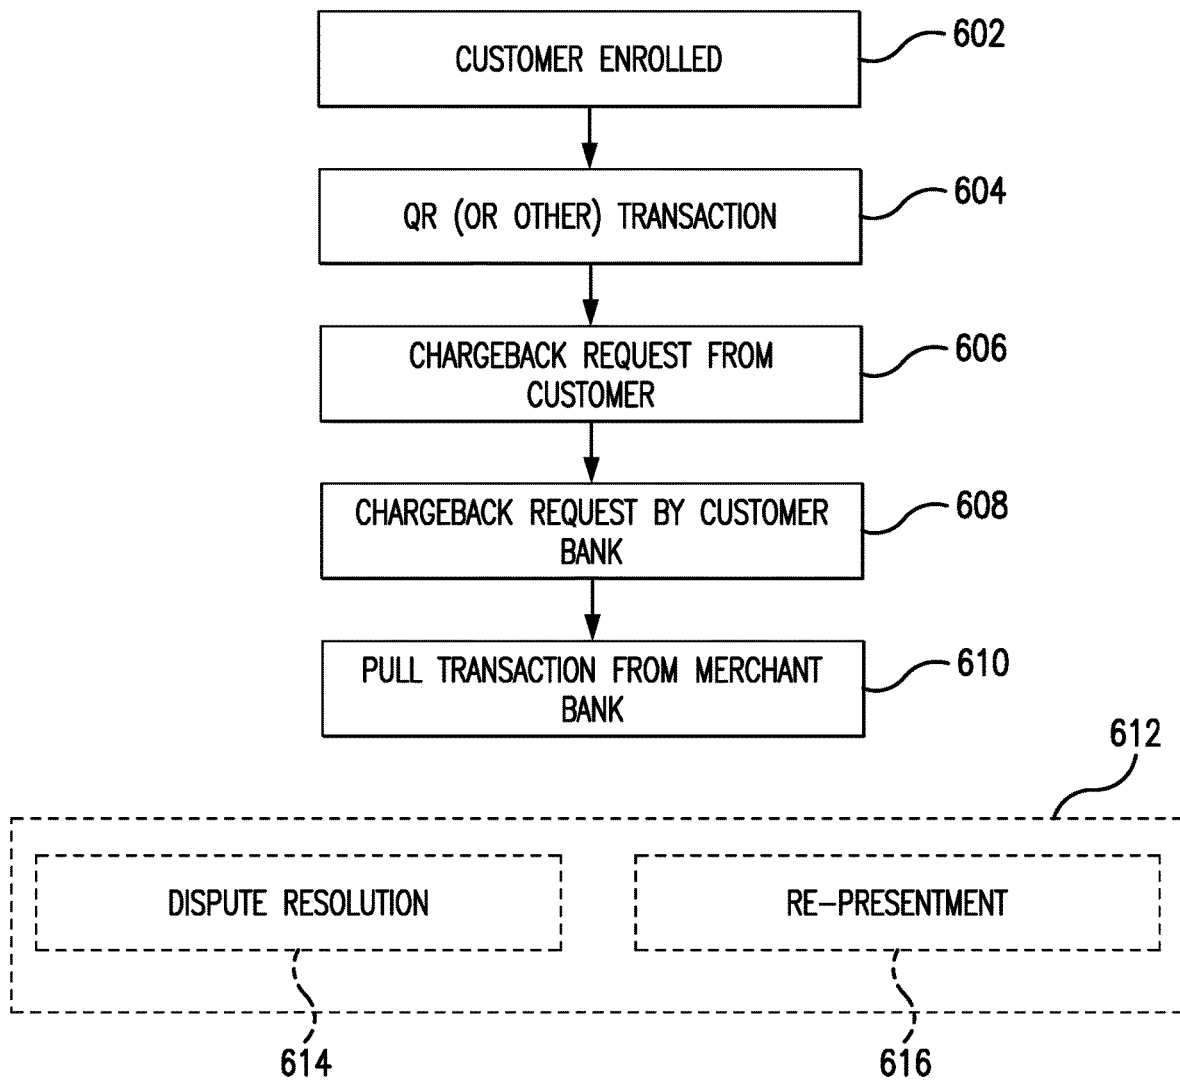 CUSTOMER ENROLLED
602
QR (OR OTHER) TRANSACTION
604
CHARGEBACK REQUEST FROM
CUSTOMER
606
CHARGEBACK REQUEST BY CUSTOMER
BANK
608
PULL TRANSACTION FROM MERCHANT
BANK
610
612
DISPUTE RESOLUTION
RE-PRESENTMENT
614
616